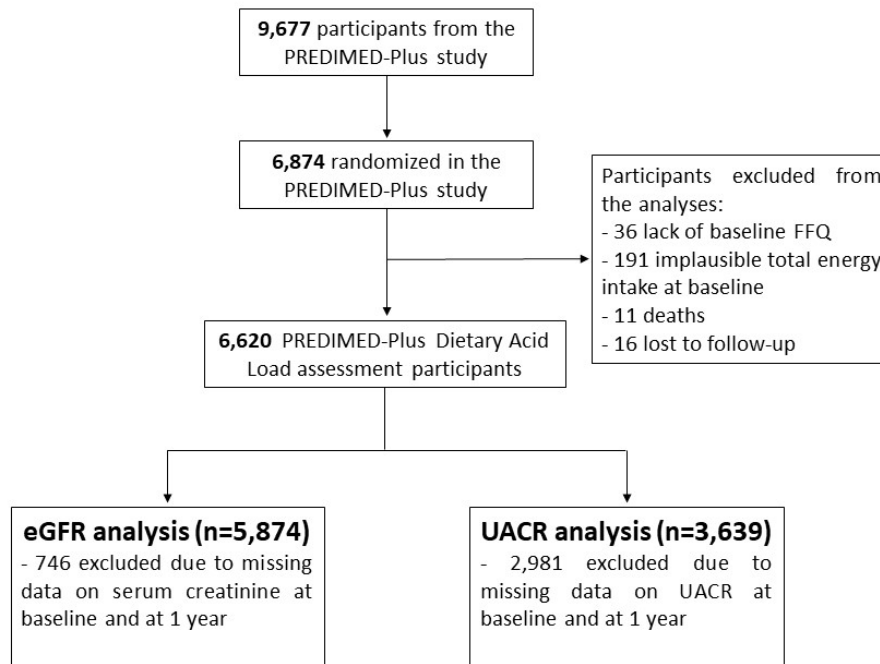 9,677 participants from the
PREDIMED-Plus study
6,874 randomized in the
PREDIMED-Plus study
Participants excluded from
the analyses:
- 36 lack of baseline FFQ
- 191 implausible total energy
intake at baseline
- 11 deaths
- 16 lost to follow-up
6,620 PREDIMED-Plus Dietary Acid
Load assessment participants
eGFR analysis (n=5,874)
- 746 excluded due to missing
data on serum creatinine at
baseline and at 1 year
UACR analysis (n=3,639)
- 2,981 excluded due to
missing data on UACR at
baseline and at 1 year